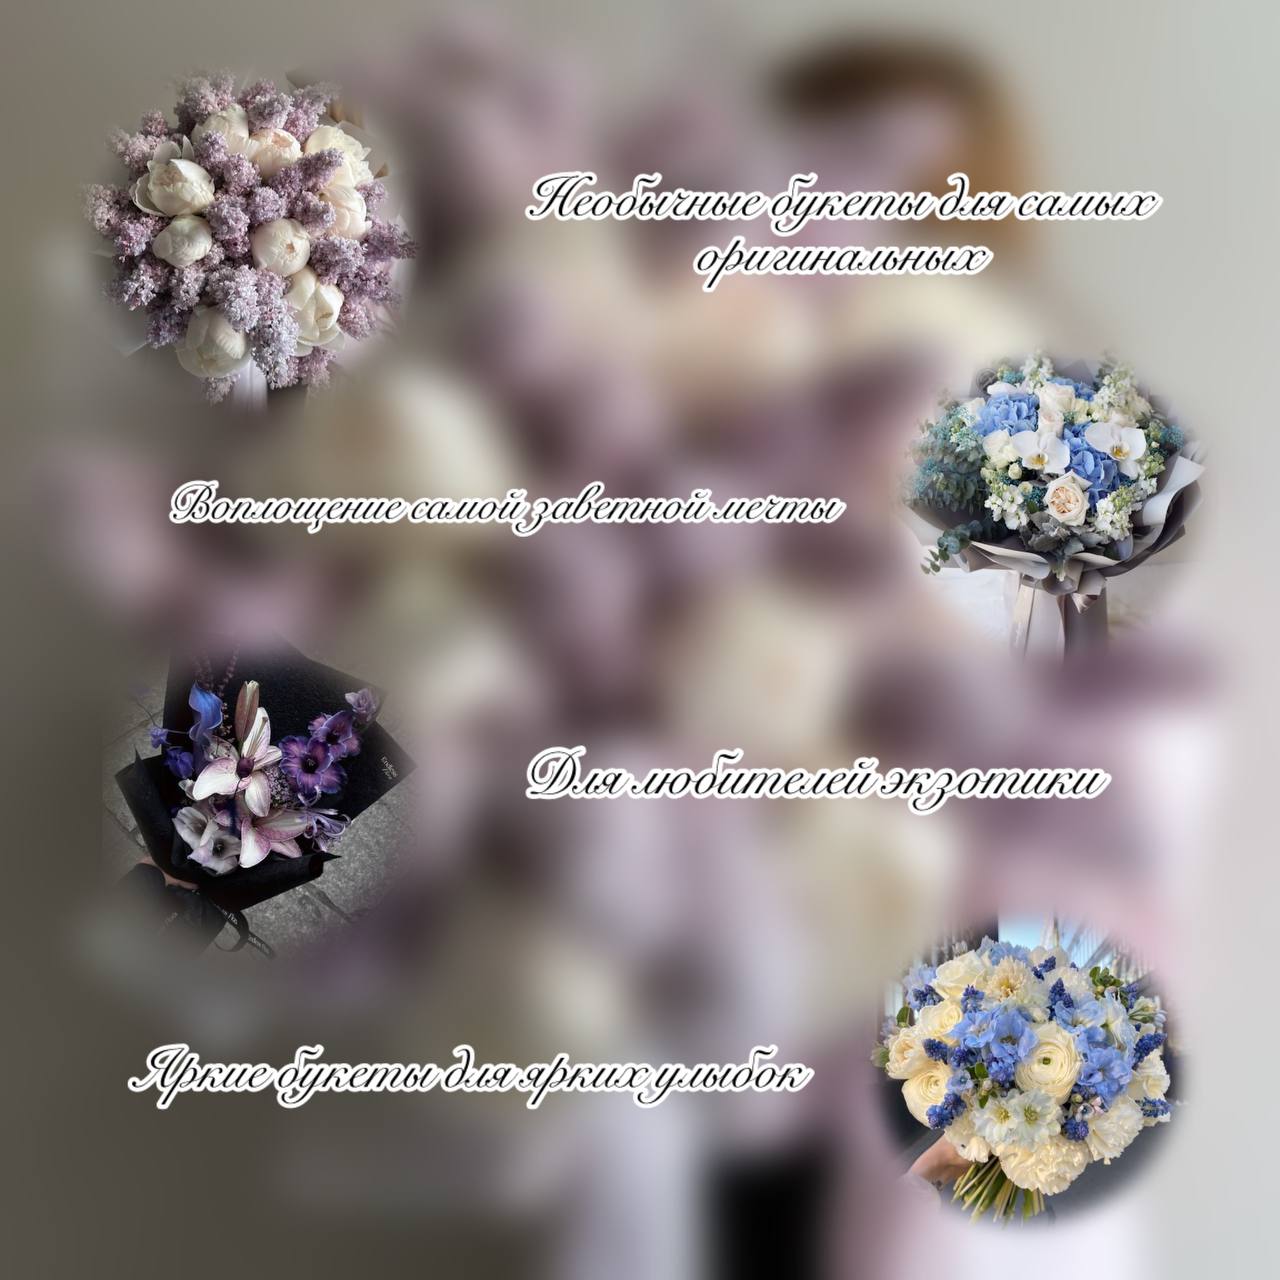 Необычные букеты для самых
оригинальных
Воплощение самой заветной мечты
Для любителей экзотики
Яркие букеты для ярких улыбок